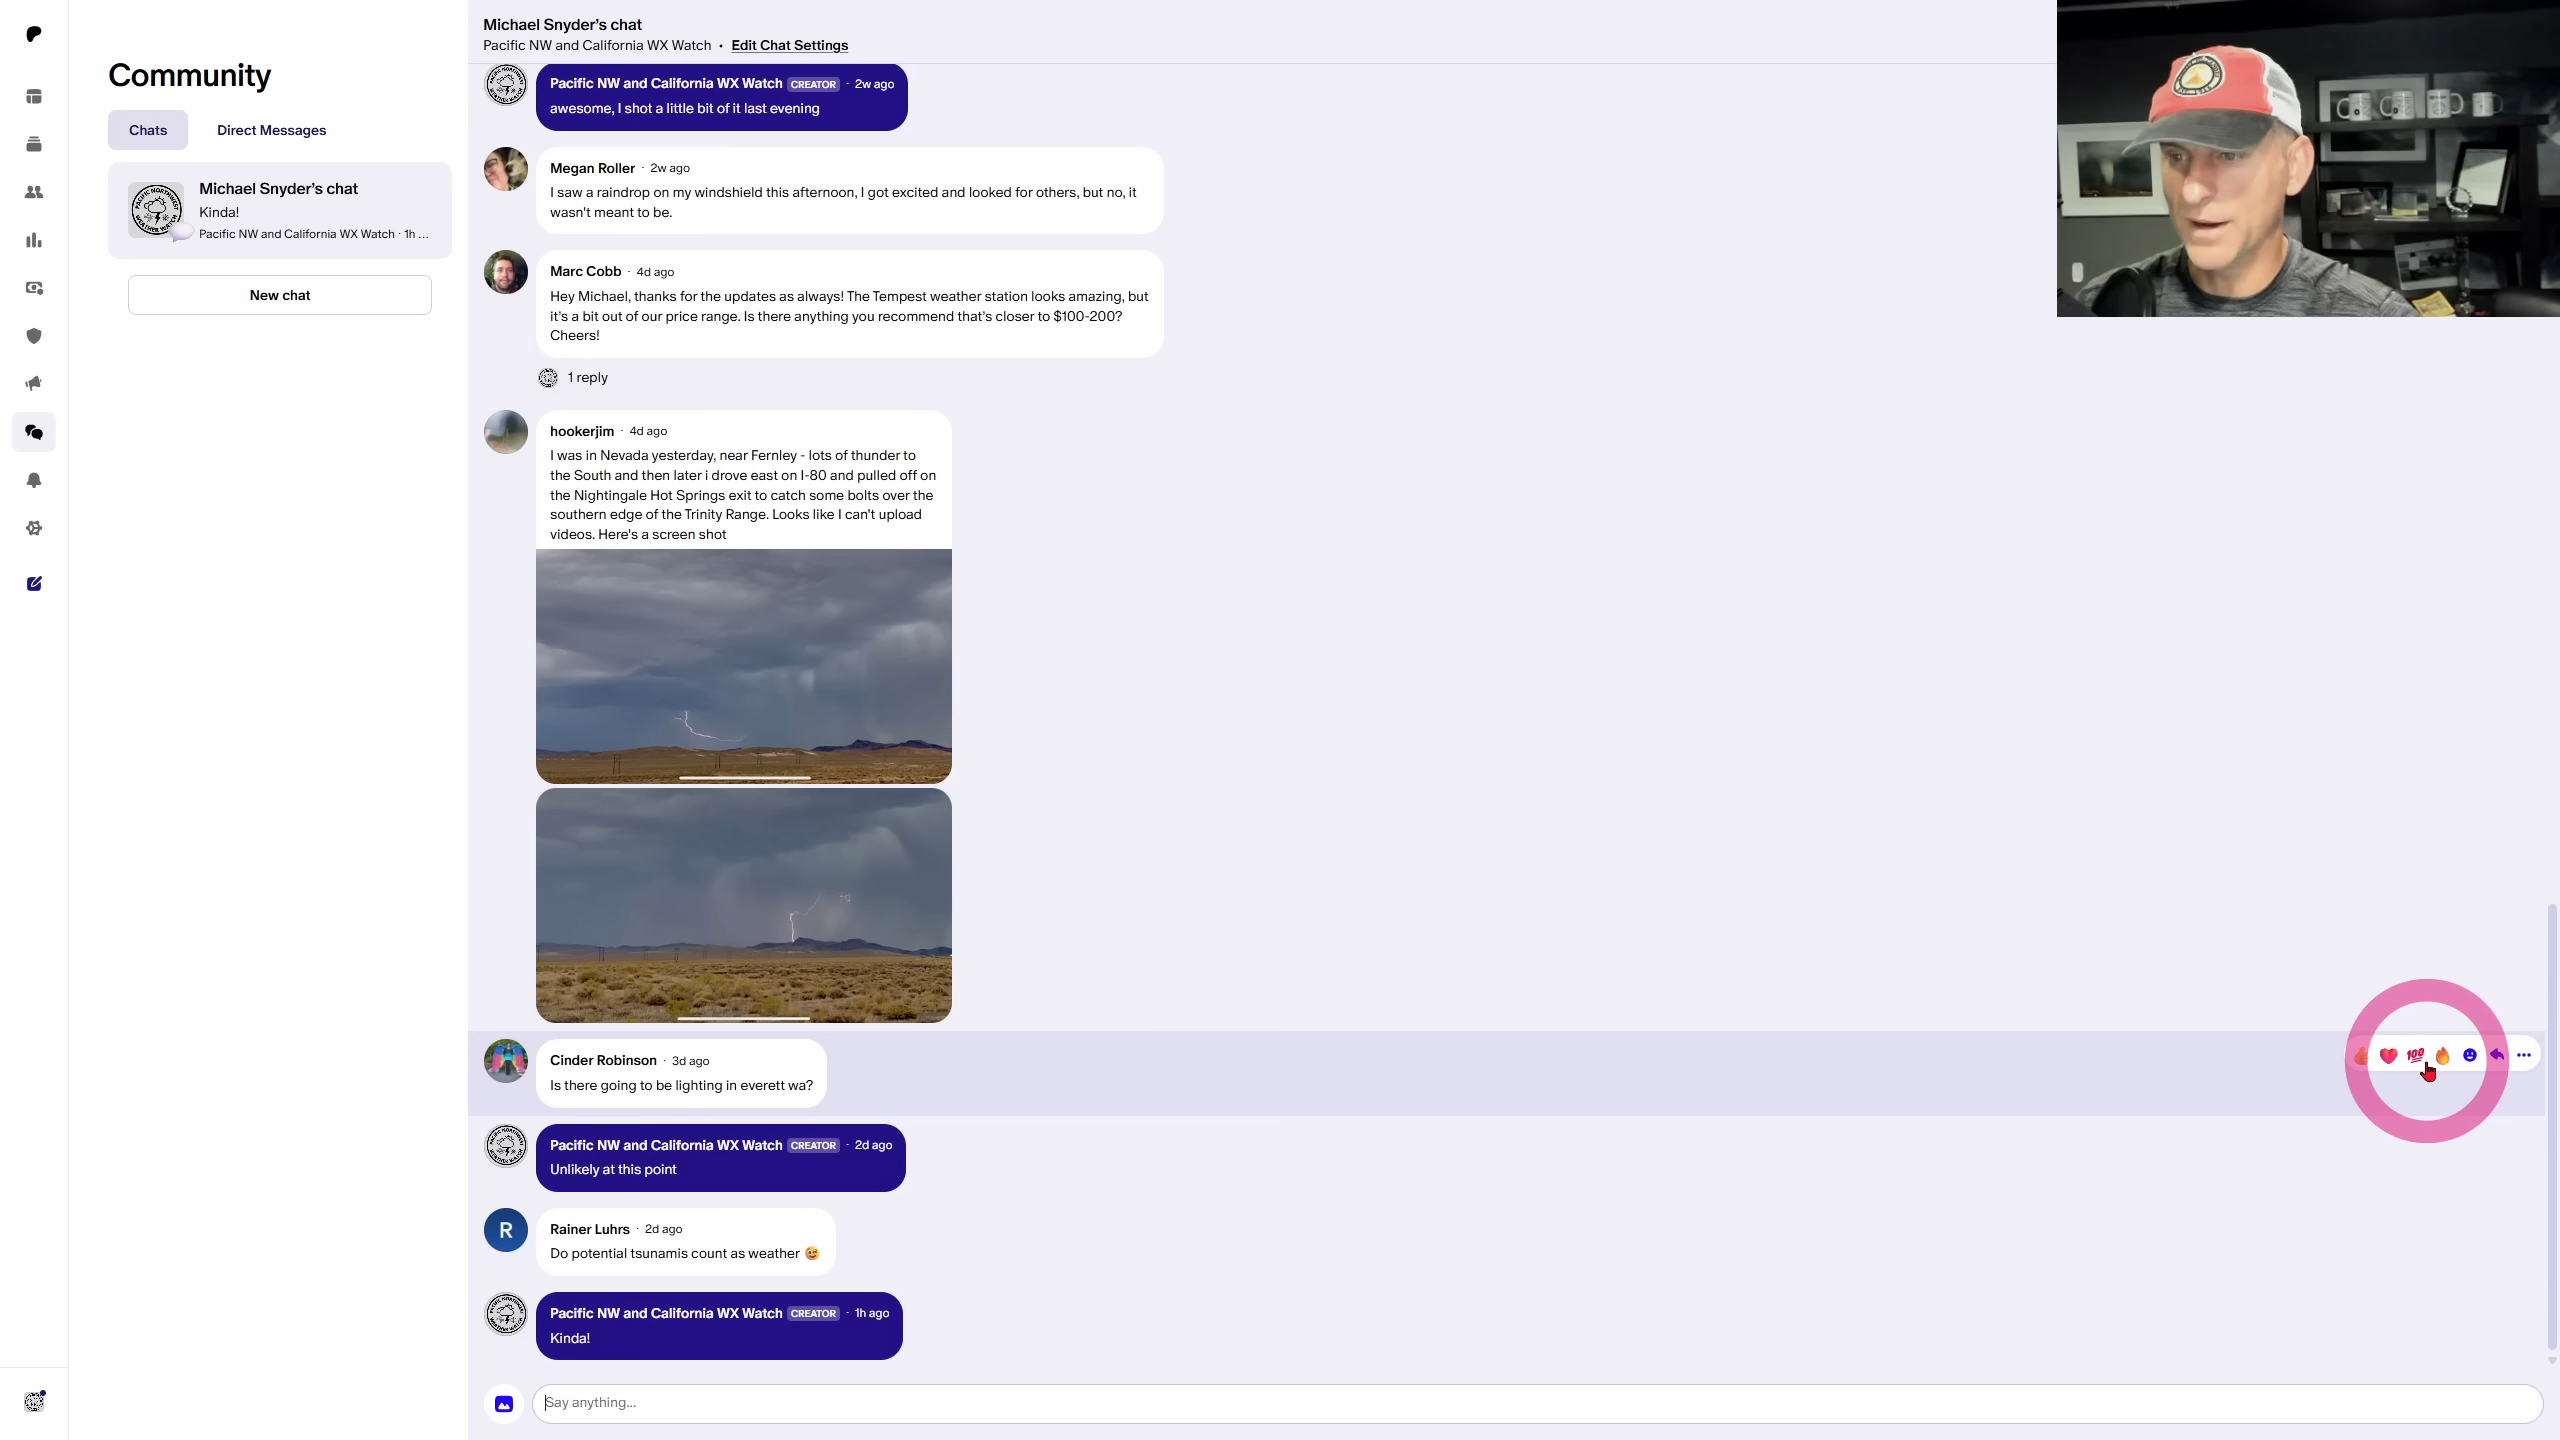 Community
Chats
Direct Messages
Michael Snyder's chat
Kinda!
Pacific NW and California WX Watch · 1h ...
New chat
Michael Snyder's chat
Pacific NW and California WX Watch • Edit Chat Settings
Pacific NW and California WX Watch CREATOR · 2w ago
awesome, I shot a little bit of it last evening
Megan Roller · 2w ago
I saw a raindrop on my windshield this afternoon, I got excited and looked for others, but no, it
wasn't meant to be.
Marc Cobb · 4d ago
Hey Michael, thanks for the updates as always! The Tempest weather station looks amazing, but
it's a bit out of our price range. Is there anything you recommend that's closer to $100-200?
Cheers!
1 reply
hookerjim · 4d ago
I was in Nevada yesterday, near Fernley - lots of thunder to
the South and then later i drove east on I-80 and pulled off on
the Nightingale Hot Springs exit to catch some bolts over the
southern edge of the Trinity Range. Looks like I can't upload
videos. Here's a screen shot
Cinder Robinson · 3d ago
Is there going to be lighting in everett wa?
100
Pacific NW and California WX Watch CREATOR · 2d ago
Unlikely at this point
R
Rainer Luhrs · 2d ago
Do potential tsunamis count as weather 😅
Pacific NW and California WX Watch CREATOR · 1h ago
Kinda!
Say anything...